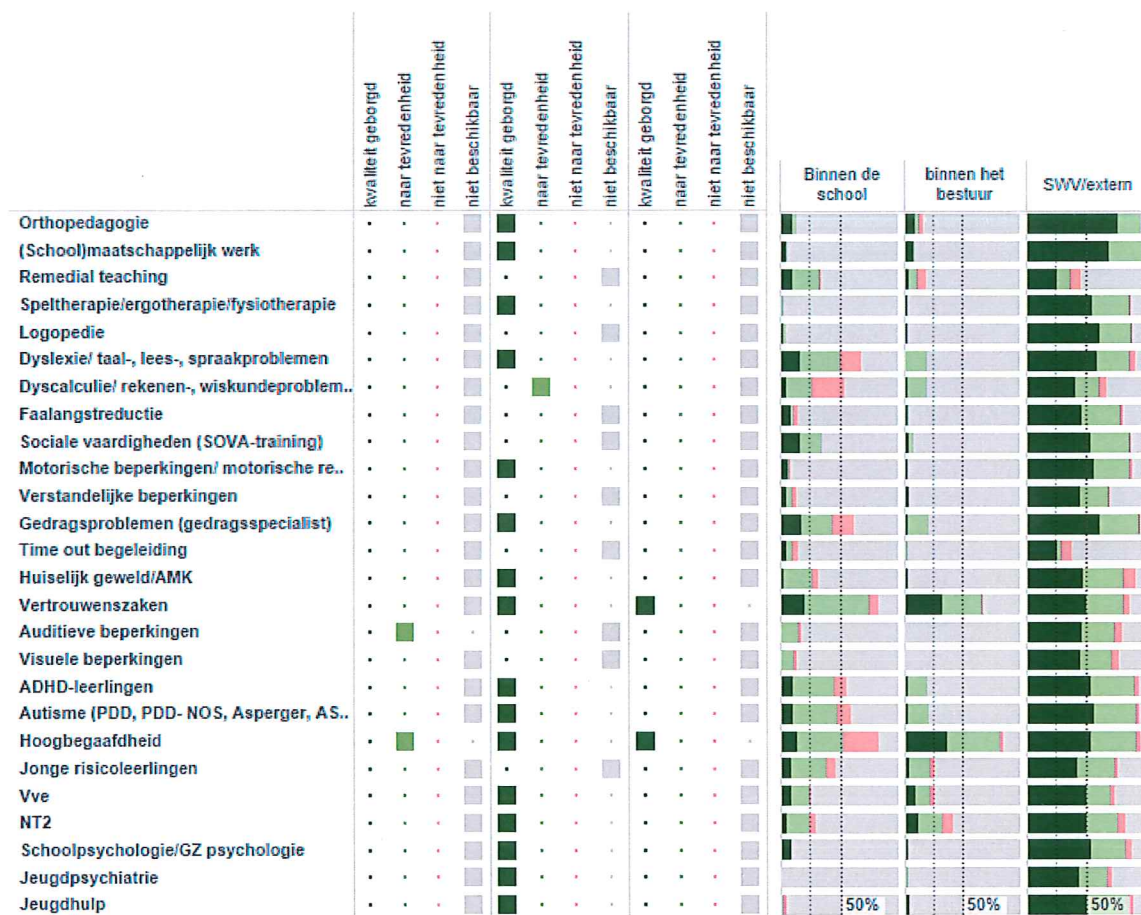 kwaliteit geborgd
naar tevredenheid
niet naar tevredenheid
niet beschikbaar
kwaliteit geborgd
naar tevredenheid
niet naar tevredenheid
niet beschikbaar
kwaliteit geborgd
naar tevredenheid
niet naar tevredenheid
niet beschikbaar
Binnen de
school
binnen het
bestuur
SWV/extern
Orthopedagogie
(School)maatschappelijk werk
Remedial teaching
Speltherapie/ergotherapie/fysiotherapie
Logopedie
Dyslexie/ taal-, lees-, spraakproblemen
Dyscalculie/ rekenen-, wiskundeproblem..
Faalangstreductie
Sociale vaardigheden (SOVA-training)
Motorische beperkingen/ motorische re..
Verstandelijke beperkingen
Gedragsproblemen (gedragsspecialist)
Time out begeleiding
Huiselijk geweld/AMK
Vertrouwenszaken
Auditieve beperkingen
Visuele beperkingen
ADHD-leerlingen
Autisme (PDD, PDD- NOS, Asperger, AS..
Hoogbegaafdheid
Jonge risicoleerlingen
Vve
NT2
Schoolpsychologie/GZ psychologie
Jeugdpsychiatrie
Jeugdhulp 50% 50% 50%